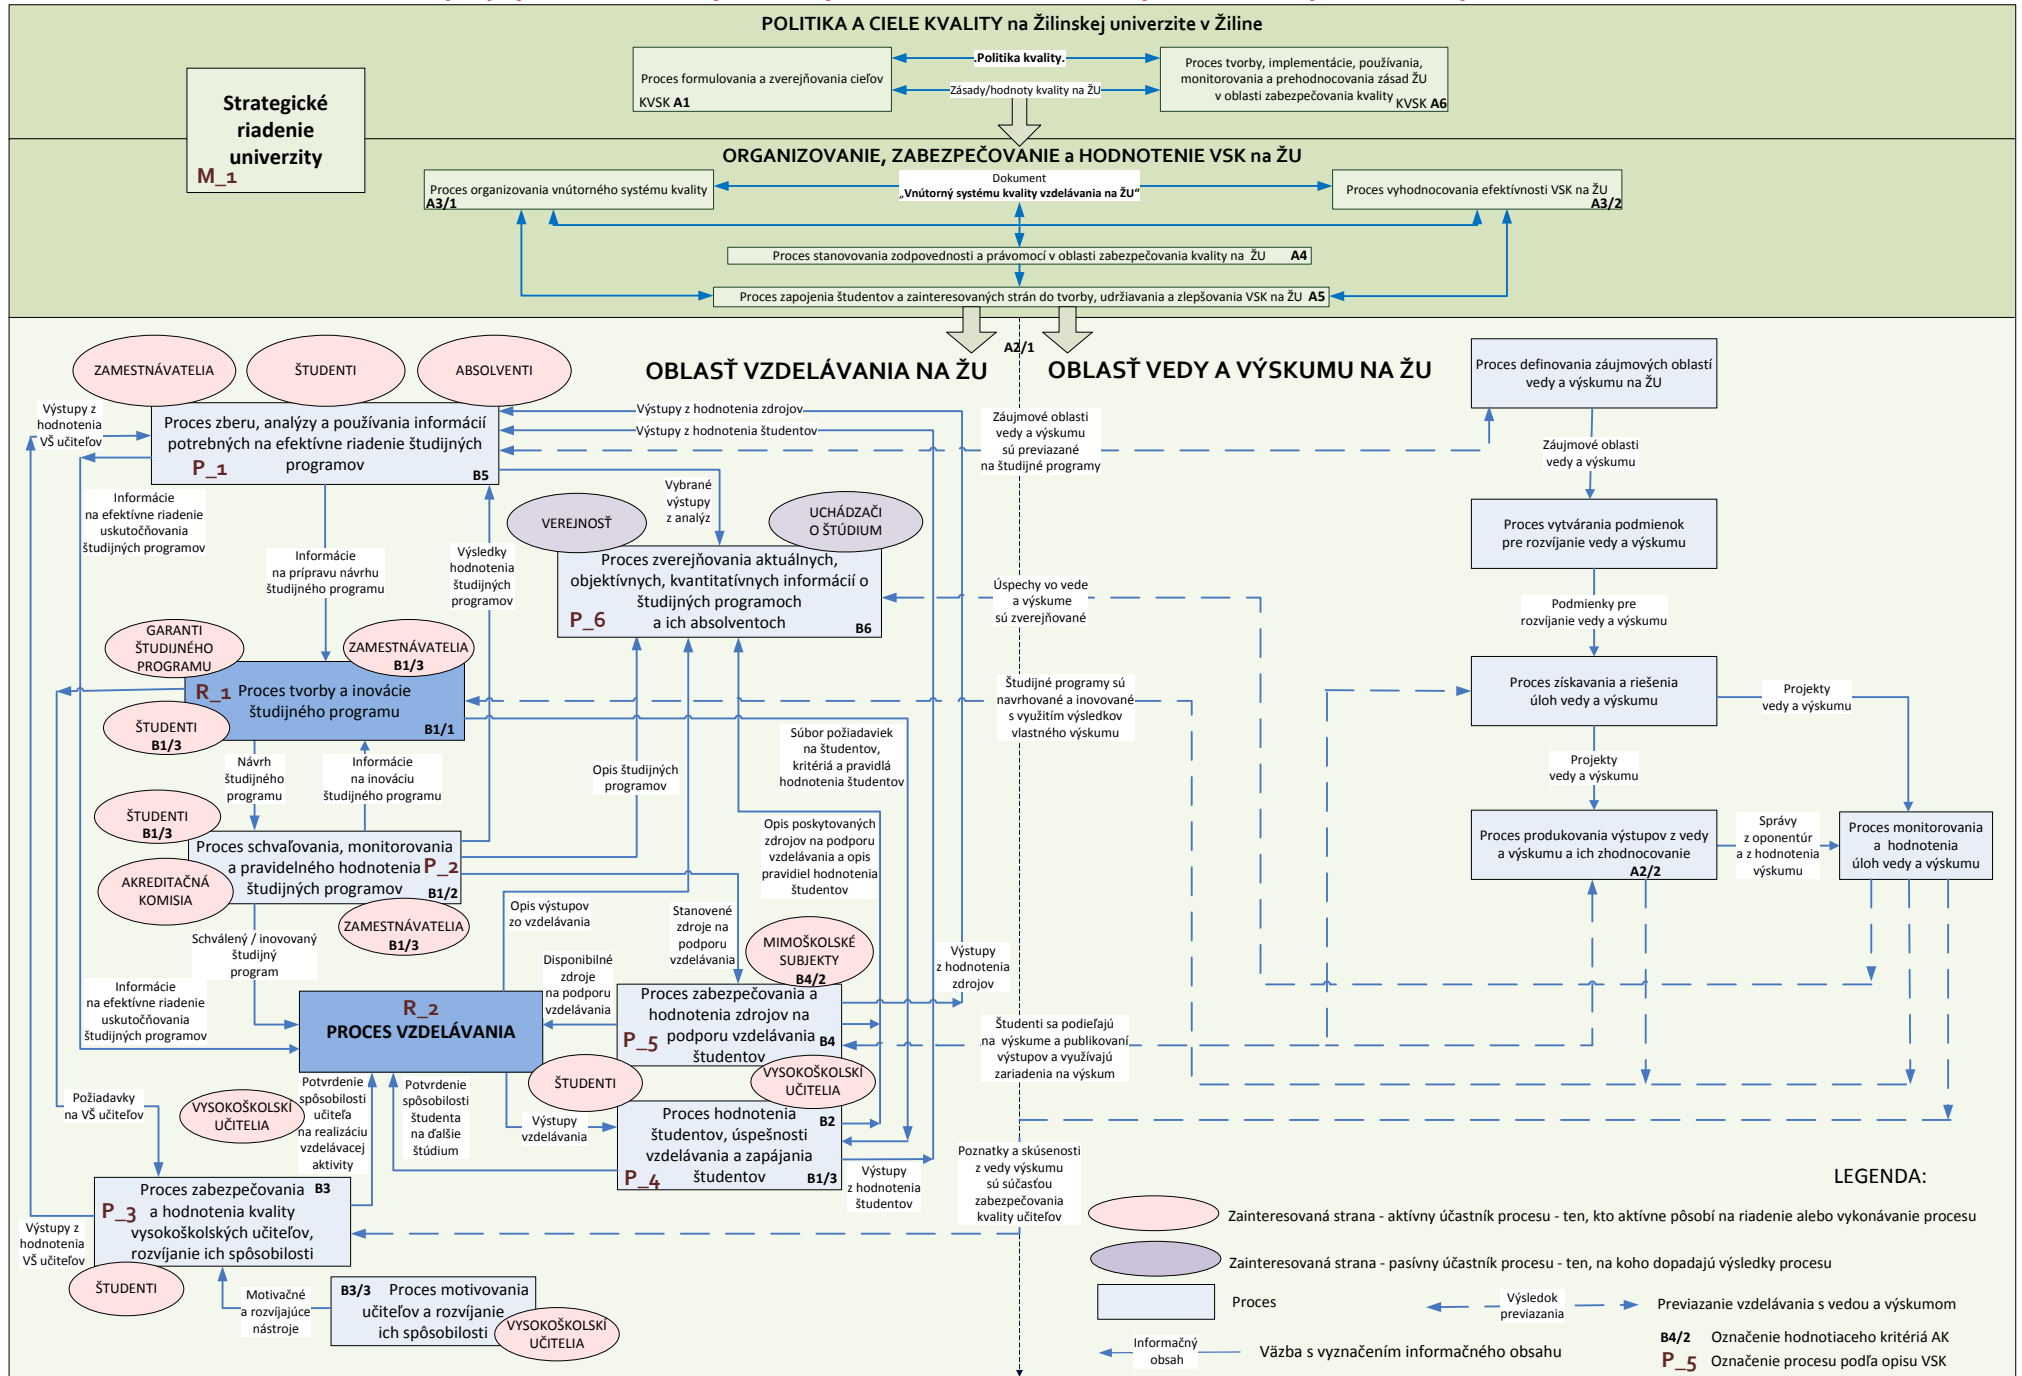 POLITIKA A CIELE KVALITY na Žilinskej univerzite v Žiline
Strategické
riadenie
univerzity
M_1
Proces formulovania a zverejňovania cieľov
KVSK A1
.Politika kvality.
Zásady/hodnoty kvality na ŽU
Proces tvorby, implementácie, používania,
monitorovania a prehodnocovania zásad ŽU
v oblasti zabezpečovania kvality
KVSK A6
ORGANIZOVANIE, ZABEZPEČOVANIE a HODNOTENIE VSK na ŽU
Proces organizovania vnútorného systému kvality
A3/1
Dokument
„Vnútorný systému kvality vzdelávania na ŽU“
Proces vyhodnocovania efektívnosti VSK na ŽU
A3/2
Proces stanovovania zodpovednosti a právomocí v oblasti zabezpečovania kvality na ŽU A4
Proces zapojenia študentov a zainteresovaných strán do tvorby, udržiavania a zlepšovania VSK na ŽU A5
A2/1
OBLASŤ VZDELÁVANIA NA ŽU
OBLASŤ VEDY A VÝSKUMU NA ŽU
ZAMESTNÁVATELIA
ŠTUDENTI
ABSOLVENTI
Výstupy z
hodnotenia
VŠ učiteľov
Proces zberu, analýzy a používania informácií
potrebných na efektívne riadenie študijných
programov
P_1
B5
Výstupy z hodnotenia zdrojov
Výstupy z hodnotenia študentov
Záujmové oblasti
vedy a výskumu
sú previazané
na študijné programy
Proces definovania záujmových oblastí
vedy a výskumu na ŽU
Záujmové oblasti
vedy a výskumu
Informácie
na efektívne riadenie
uskutočňovania
študijných programov
Informácie
na prípravu návrhu
študijného programu
Výsledky
hodnotenia
študijných
programov
Vybrané
výstupy
z analýz
VEREJNOSŤ
UCHÁDZAČI
O ŠTÚDIUM
Proces zverejňovania aktuálnych,
objektívnych, kvantitatívnych informácií o
študijných programoch
a ich absolventoch
P_6
B6
Úspechy vo vede
a výskume
sú zverejňované
Proces vytvárania podmienok
pre rozvíjanie vedy a výskumu
Podmienky pre
rozvíjanie vedy a výskumu
GARANTI
ŠTUDIJNÉHO
PROGRAMU
ZAMESTNÁVATELIA
B1/3
R_1
Proces tvorby a inovácie
študijného programu
B1/1
ŠTUDENTI
B1/3
Študijné programy sú
navrhované a inovované
s využitím výsledkov
vlastného výskumu
Proces získavania a riešenia
úloh vedy a výskumu
Projekty
vedy a výskumu
Projekty
vedy a výskumu
Návrh
študijného
programu
Informácie
na inováciu
študijného programu
Opis študijných
programov
Súbor požiadaviek
na študentov,
kritériá a pravidlá
hodnotenia študentov
ŠTUDENTI
B1/3
Proces schvaľovania, monitorovania
a pravidelného hodnotenia
študijných programov
P_2
B1/2
AKREDITAČNÁ
KOMISIA
ZAMESTNÁVATELIA
B1/3
Opis poskytovaných
zdrojov na podporu
vzdelávania a opis
pravidiel hodnotenia
študentov
Proces produkovania výstupov z vedy
a výskumu a ich zhodnocovanie
A2/2
Správy
z oponentúr
a z hodnotenia
výskumu
Proces monitorovania
a hodnotenia
úloh vedy a výskumu
Schválený / inovovaný
študijný
program
Opis výstupov
zo vzdelávania
Stanovené
zdroje na
podporu
vzdelávania
MIMOŠKOLSKÉ
SUBJEKTY
B4/2
Výstupy
z hodnotenia
zdrojov
Informácie
na efektívne riadenie
uskutočňovania
študijných programov
R_2
PROCES VZDELÁVANIA
Disponibilné
zdroje
na podporu
vzdelávania
Proces zabezpečovania a
hodnotenia zdrojov na
podporu vzdelávania
študentov
P_5
B4
Študenti sa podieľajú
na výskume a publikovaní
výstupov a využívajú
zariadenia na výskum
ŠTUDENTI
VYSOKOŠKOLSKÍ
UČITELIA
Požiadavky
na VŠ učiteľov
VYSOKOŠKOLSKÍ
UČITELIA
Potvrdenie
spôsobilosti
učiteľa
na realizáciu
vzdelávacej
aktivity
Potvrdenie
spôsobilosti
študenta
na ďalšie
štúdium
Výstupy
vzdelávania
Proces hodnotenia
študentov, úspešnosti
vzdelávania a zapájania
študentov
B2
P_4
B1/3
Výstupy
z hodnotenia
študentov
Poznatky a skúsenosti
z vedy výskumu
sú súčasťou
zabezpečovania
kvality učiteľov
Proces zabezpečovania
a hodnotenia kvality
vysokoškolských učiteľov,
rozvíjanie ich spôsobilosti
B3
P_3
Výstupy z
hodnotenia
VŠ učiteľov
ŠTUDENTI
Motivačné
a rozvíjajúce
nástroje
B3/3 Proces motivovania
učiteľov a rozvíjanie
ich spôsobilosti
VYSOKOŠKOLSKÍ
UČITELIA
LEGENDA:
Zainteresovaná strana - aktívny účastník procesu - ten, kto aktívne pôsobí na riadenie alebo vykonávanie procesu
Zainteresovaná strana - pasívny účastník procesu - ten, na koho dopadajú výsledky procesu
Proces
Výsledok
previazania
Previazanie vzdelávania s vedou a výskumom
Informačný
obsah
Väzba s vyznačením informačného obsahu
B4/2 Označenie hodnotiaceho kritériá AK
P_5 Označenie procesu podľa opisu VSK